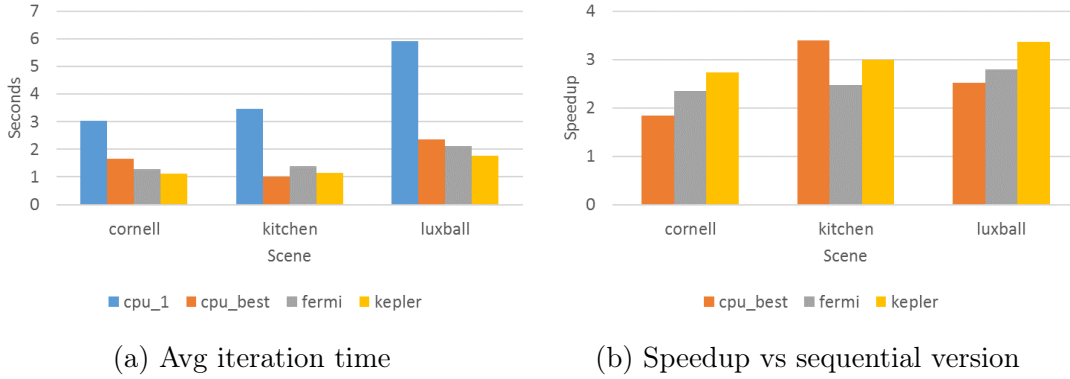 7
6
5
4
3
2
1
0
Seconds
cornell kitchen luxball
Scene
cpu_1 cpu_best fermi kepler
(a) Avg iteration time
4
3
2
1
0
Speedup
cornell kitchen luxball
Scene
cpu_best fermi kepler
(b) Speedup vs sequential version